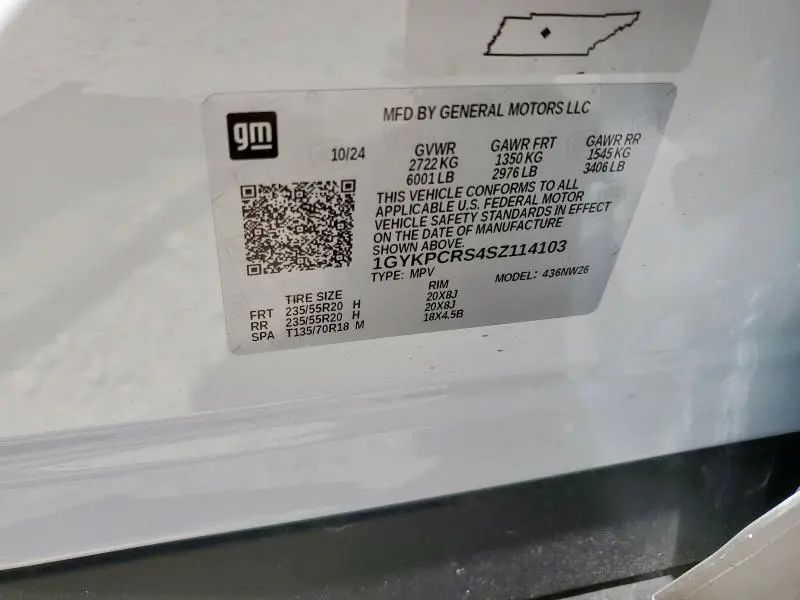 gm
MFD BY GENERAL MOTORS LLC
10/24
GVWR GAWR FRT GAWR RR
2722 KG 1350 KG 1545 KG
6001 LB 2976 LB 3406 LB
THIS VEHICLE CONFORMS TO ALL
APPLICABLE U.S. FEDERAL MOTOR
VEHICLE SAFETY STANDARDS IN EFFECT
ON THE DATE OF MANUFACTURE
SHOWN ABOVE.
1GYKPCRS4SZ114103
TYPE: MPV MODEL: 436NW26
TIRE SIZE RIM
FRT 235/55R20 H 20X8J
RR 235/55R20 H 20X8J
SPA T135/70R18 M 18X4.5B